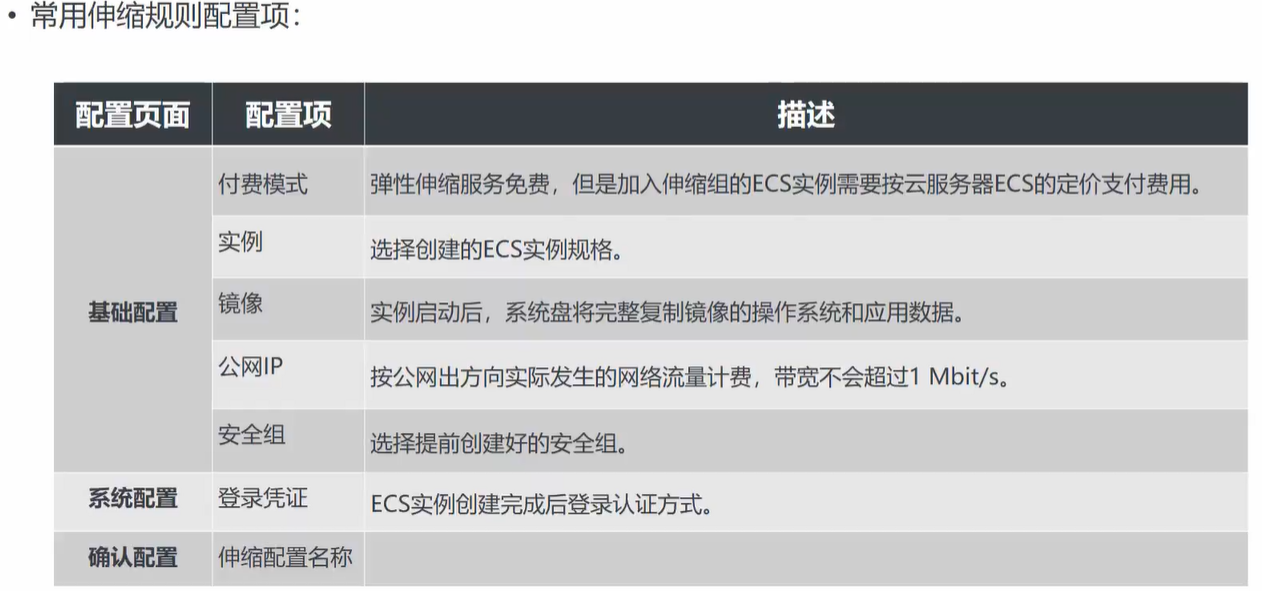 • 常用伸缩规则配置项：
配置页面 配置项 描述
基础配置
付费模式 弹性伸缩服务免费，但是加入伸缩组的ECS实例需要按云服务器ECS的定价支付费用。
实例 选择创建的ECS实例规格。
镜像 实例启动后，系统盘将完整复制镜像的操作系统和应用数据。
公网IP 按公网出方向实际发生的网络流量计费，带宽不会超过1 Mbit/s。
安全组 选择提前创建好的安全组。
系统配置 登录凭证 ECS实例创建完成后登录认证方式。
确认配置 伸缩配置名称